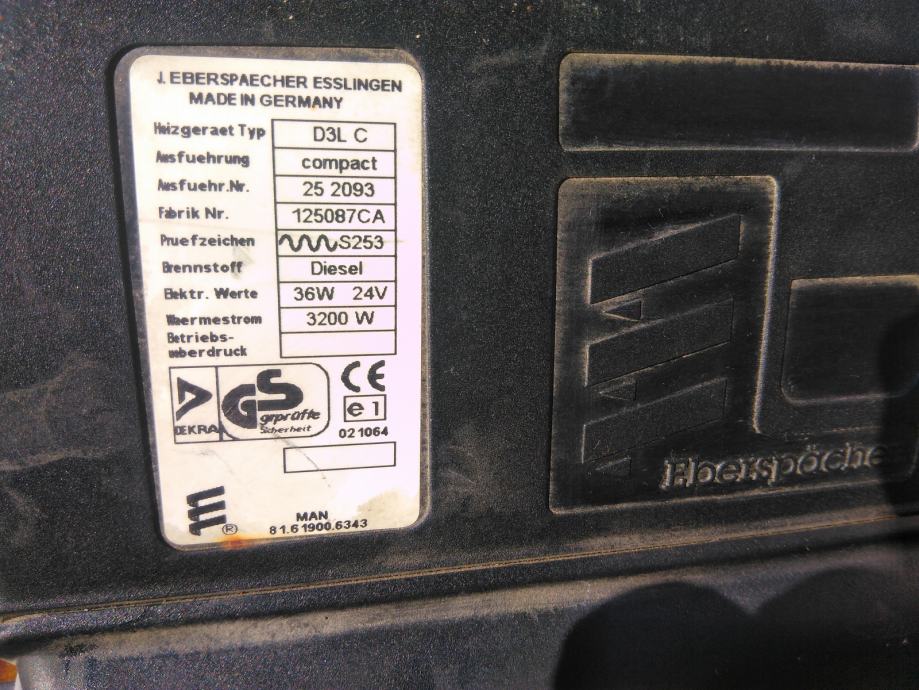 J. EBERSPAECHER ESSLINGEN
MADE IN GERMANY
Heizgeraet Typ D3L C
Ausfuehrung compact
Ausfuehr.Nr. 25 2093
Fabrik Nr. 125087CA
Pruefzeichen S253
Brennstoff Diesel
Elektr. Werte 36W 24V
Waermestrom 3200 W
Betriebs-
ueberdruck
DEKRA
GS
geprüfte
Sicherheit
CE
e1
021064
MAN
81.61900.6343
®
Eberspächer